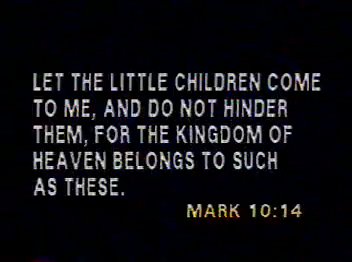 LET THE LITTLE CHILDREN COME
TO ME, AND DO NOT HINDER
THEM, FOR THE KINGDOM OF
HEAVEN BELONGS TO SUCH
AS THESE.
MARK 10:14